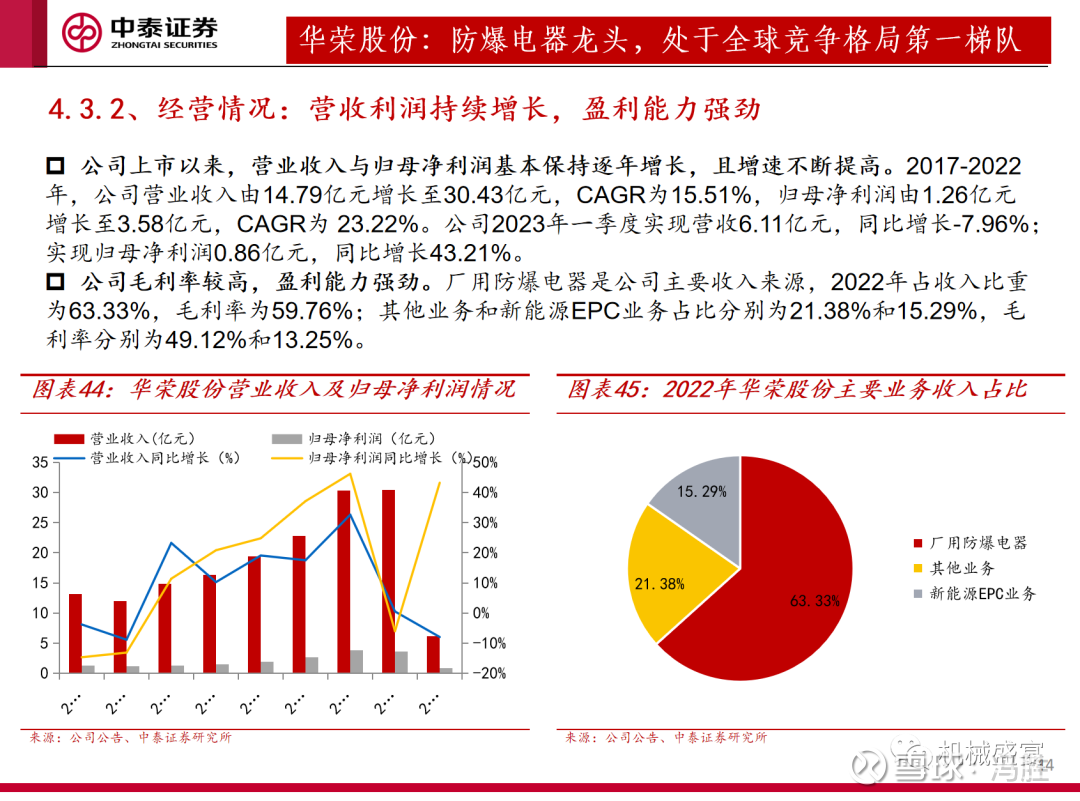 中泰证券
ZHONGTAI SECURITIES
华荣股份：防爆电器龙头，处于全球竞争格局第一梯队
4.3.2、经营情况：营收利润持续增长，盈利能力强劲
公司上市以来，营业收入与归母净利润基本保持逐年增长，且增速不断提高。2017-2022
年，公司营业收入由14.79亿元增长至30.43亿元，CAGR为15.51%，归母净利润由1.26亿元
增长至3.58亿元，CAGR为 23.22%。公司2023年一季度实现营收6.11亿元，同比增长-7.96%；
实现归母净利润0.86亿元，同比增长43.21%。
公司毛利率较高，盈利能力强劲。厂用防爆电器是公司主要收入来源，2022年占收入比重
为63.33%，毛利率为59.76%；其他业务和新能源EPC业务占比分别为21.38%和15.29%，毛
利率分别为49.12%和13.25%。
图表44：华荣股份营业收入及归母净利润情况
营业收入(亿元)
归母净利润（亿元）
营业收入同比增长（%）
归母净利润同比增长（%）
35
30
25
20
15
10
5
0
50%
40%
30%
20%
10%
0%
-10%
-20%
2...
2...
2...
2...
2...
2...
2...
2...
2...
来源：公司公告、中泰证券研究所
图表45：2022年华荣股份主要业务收入占比
15.29%
21.38%
63.33%
厂用防爆电器
其他业务
新能源EPC业务
来源：公司公告、中泰证券研究所
机械盛宴
雪球
44